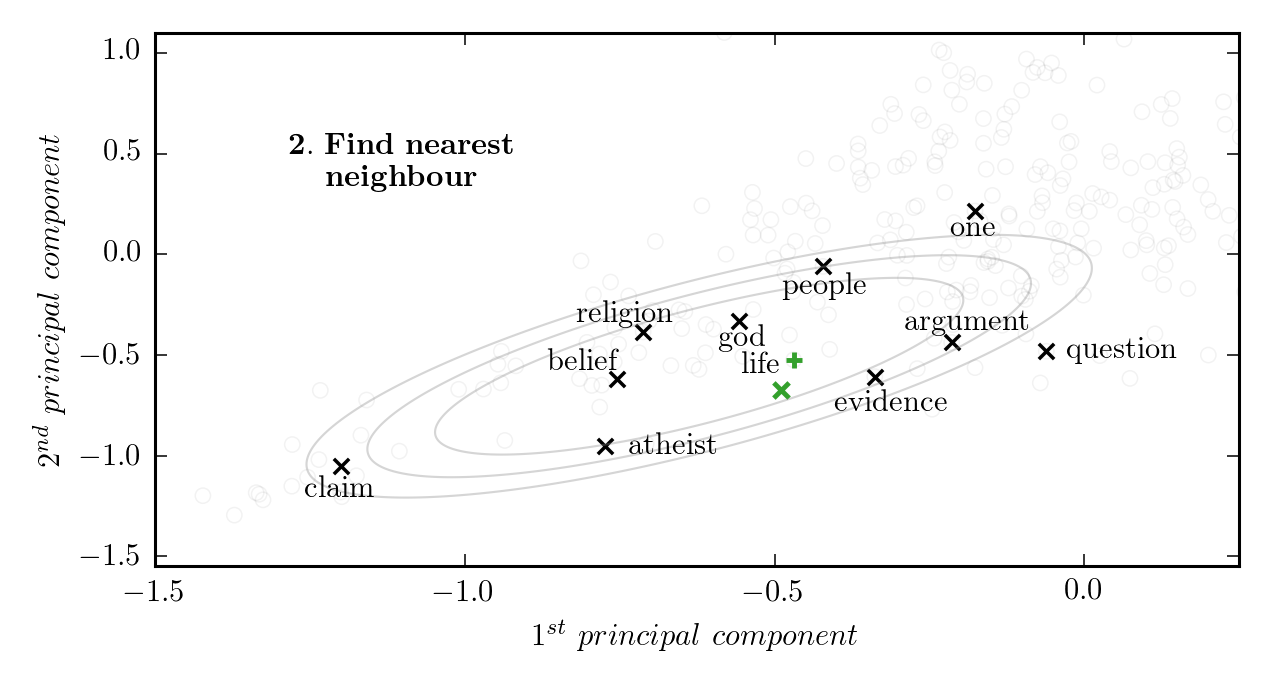 1.0
0.5
0.0
−0.5
−1.0
−1.5
2nd principal component
2. Find nearest
neighbour
one
people
religion
argument
god
question
belief
life
evidence
atheist
claim
−1.5
−1.0
−0.5
0.0
1st principal component